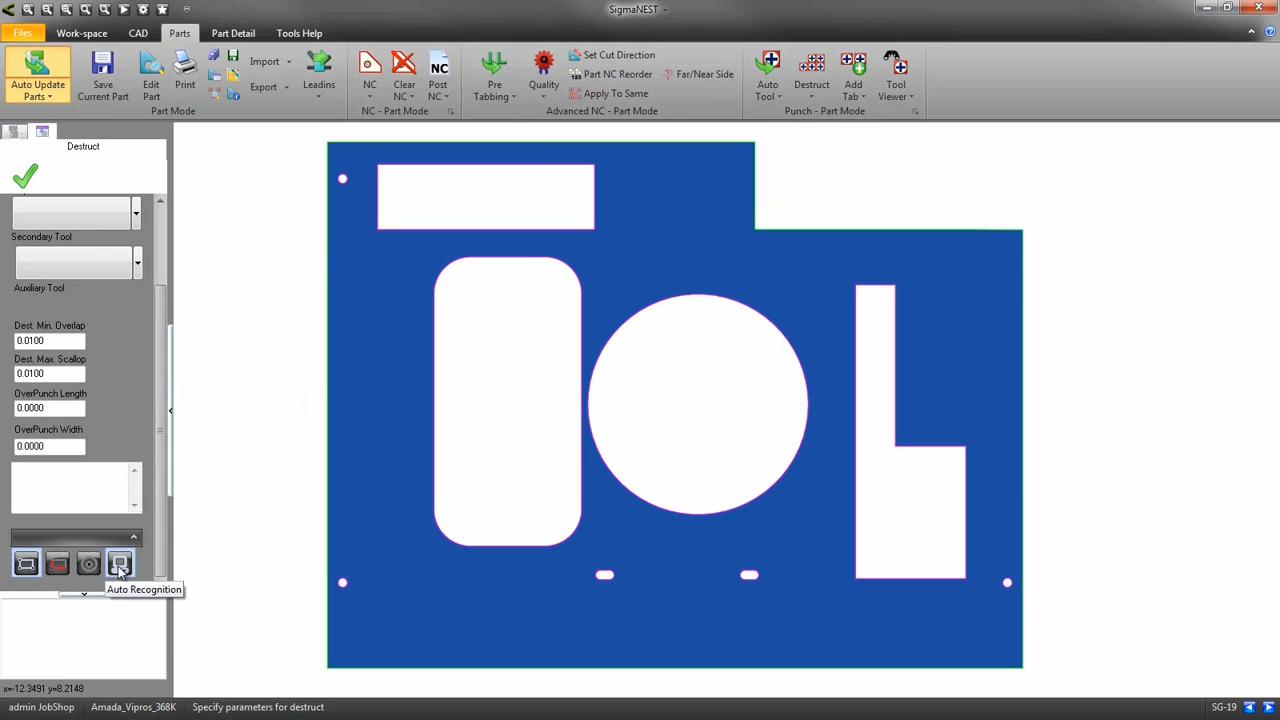 SigmaNEST -
Files
Work-space
CAD
Parts
Part Detail
Tools Help
Auto Update
Parts
Save
Current Part
Edit
Part
Print
Import
Export
Leadins
Part Mode
NC
Clear
NC
Post
NC
NC - Part Mode
Pre
Tabbing
Quality
Set Cut Direction
Part NC Reorder
Apply To Same
Far/Near Side
Advanced NC - Part Mode
Auto
Tool
Destruct
Add
Tab
Tool
Viewer
Punch - Part Mode
Destruct
Secondary Tool
Auxiliary Tool
Dest. Min. Overlap
0.0100
Dest. Max. Scallop
0.0100
OverPunch Length
0.0000
OverPunch Width
0.0000
Auto Recognition
x=-12.3491 y=8.2148
admin JobShop
Amada_Vipros_368K
Specify parameters for destruct
SG-19